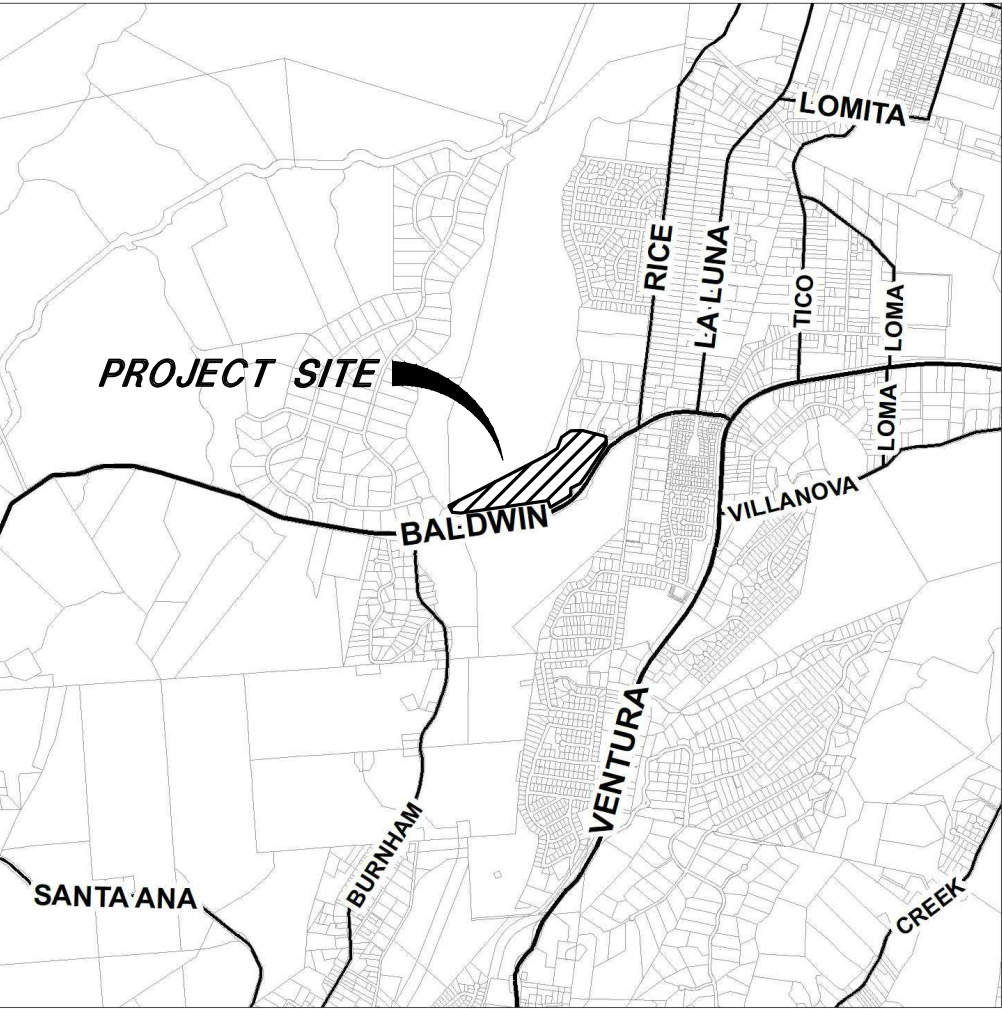 LOMITA
RICE
LA LUNA
TICO
LOMA
PROJECT SITE
LOMA
VILLANOVA
BALDWIN
VENTURA
BURNHAM
SANTA ANA
CREEK